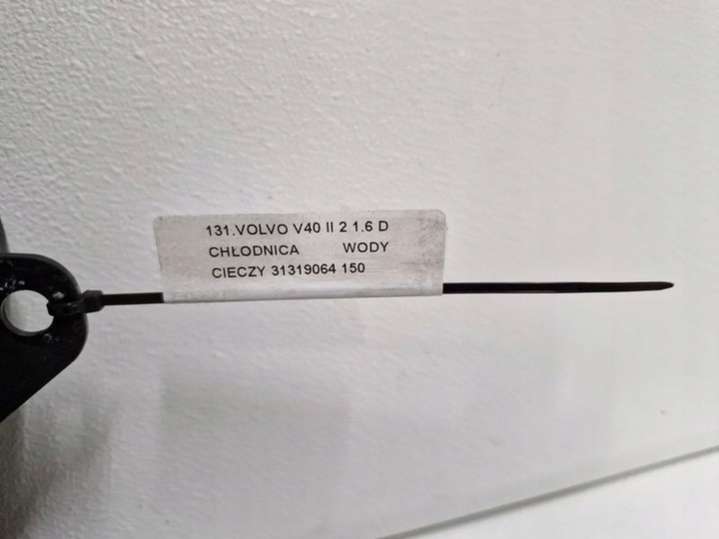 131.VOLVO V40 II 2 1.6 D
CHŁODNICA WODY
CIECZY 31319064 150